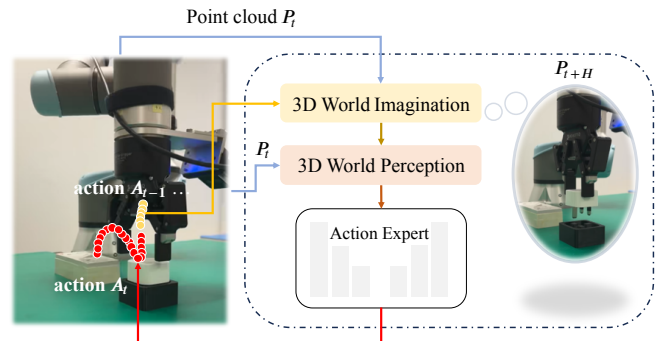 Point cloud P_t
P_{t+H}
3D World Imagination
P_t
3D World Perception
action A_{t-1} ...
Action Expert
action A_t